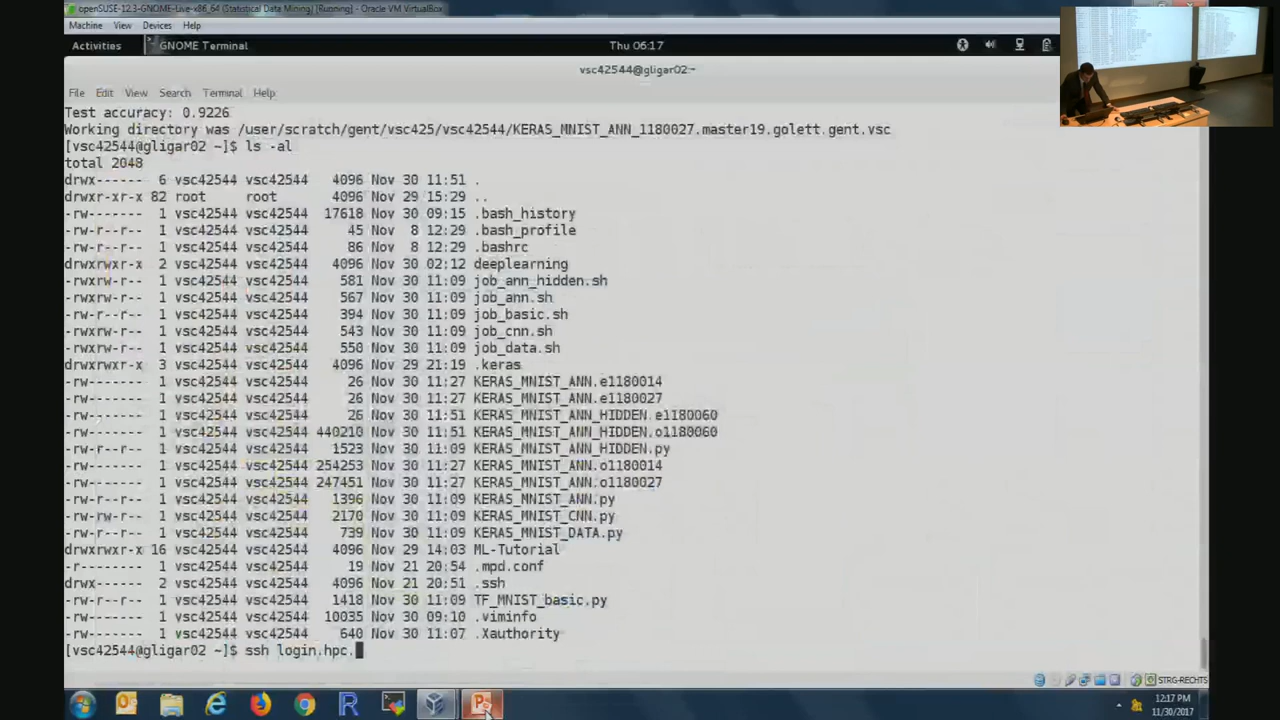 openSUSE-12.3-GNOME-Live-x86_64 (Statistical Data Mining) [Running] - Oracle VM VirtualBox
Machine View Devices Help
Activities GNOME Terminal Thu 06:17
vsc42544@gligar02:~
File Edit View Search Terminal Help
Test accuracy: 0.9226
Working directory was /user/scratch/gent/vsc425/vsc42544/KERAS_MNIST_ANN_1180027.master19.golett.gent.vsc
[vsc42544@gligar02 ~]$ ls -al
total 2048
drwx------ 6 vsc42544 vsc42544 4096 Nov 30 11:51 .
drwxr-xr-x 82 root root 4096 Nov 29 15:29 ..
-rw------- 1 vsc42544 vsc42544 17618 Nov 30 09:15 .bash_history
-rw-r--r-- 1 vsc42544 vsc42544 45 Nov 8 12:29 .bash_profile
-rw-r--r-- 1 vsc42544 vsc42544 86 Nov 8 12:29 .bashrc
drwxrwxr-x 2 vsc42544 vsc42544 4096 Nov 30 02:12 deeplearning
-rwxrw-r-- 1 vsc42544 vsc42544 581 Nov 30 11:09 job_ann_hidden.sh
-rwxrw-r-- 1 vsc42544 vsc42544 567 Nov 30 11:09 job_ann.sh
-rwxrw-r-- 1 vsc42544 vsc42544 394 Nov 30 11:09 job_basic.sh
-rwxrw-r-- 1 vsc42544 vsc42544 543 Nov 30 11:09 job_cnn.sh
-rwxrw-r-- 1 vsc42544 vsc42544 550 Nov 30 11:09 job_data.sh
drwxrwxr-x 3 vsc42544 vsc42544 4096 Nov 29 21:19 .keras
-rw------- 1 vsc42544 vsc42544 26 Nov 30 11:27 KERAS_MNIST_ANN.e1180014
-rw------- 1 vsc42544 vsc42544 26 Nov 30 11:27 KERAS_MNIST_ANN.e1180027
-rw------- 1 vsc42544 vsc42544 26 Nov 30 11:51 KERAS_MNIST_ANN_HIDDEN.e1180060
-rw------- 1 vsc42544 vsc42544 440210 Nov 30 11:51 KERAS_MNIST_ANN_HIDDEN.o1180060
-rw-r--r-- 1 vsc42544 vsc42544 1523 Nov 30 11:09 KERAS_MNIST_ANN_HIDDEN.py
-rw------- 1 vsc42544 vsc42544 254253 Nov 30 11:27 KERAS_MNIST_ANN.o1180014
-rw------- 1 vsc42544 vsc42544 247451 Nov 30 11:27 KERAS_MNIST_ANN.o1180027
-rw-r--r-- 1 vsc42544 vsc42544 1396 Nov 30 11:09 KERAS_MNIST_ANN.py
-rw-rw-r-- 1 vsc42544 vsc42544 2170 Nov 30 11:09 KERAS_MNIST_CNN.py
-rw-r--r-- 1 vsc42544 vsc42544 739 Nov 30 11:09 KERAS_MNIST_DATA.py
drwxrwxr-x 16 vsc42544 vsc42544 4096 Nov 29 14:03 ML-Tutorial
-r-------- 1 vsc42544 vsc42544 19 Nov 21 20:54 .mpd.conf
drwx------ 2 vsc42544 vsc42544 4096 Nov 21 20:51 .ssh
-rw-r--r-- 1 vsc42544 vsc42544 1418 Nov 30 11:09 TF_MNIST_basic.py
-rw------- 1 vsc42544 vsc42544 10035 Nov 30 09:10 .viminfo
-rw------- 1 vsc42544 vsc42544 640 Nov 30 11:07 .Xauthority
[vsc42544@gligar02 ~]$ ssh login.hpc.
STRG-RECHTS
12:17 PM
11/30/2017